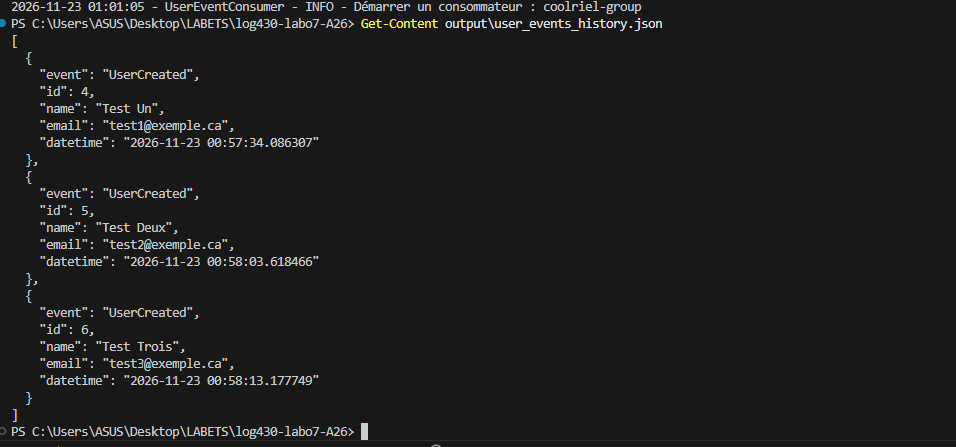 2026-11-23 01:01:05 - UserEventConsumer - INFO - Démarrer un consommateur : coolriel-group
PS C:\Users\ASUS\Desktop\LABETS\log430-labo7-A26> Get-Content output\user_events_history.json
[
  {
    "event": "UserCreated",
    "id": 4,
    "name": "Test Un",
    "email": "test1@exemple.ca",
    "datetime": "2026-11-23 00:57:34.086307"
  },
  {
    "event": "UserCreated",
    "id": 5,
    "name": "Test Deux",
    "email": "test2@exemple.ca",
    "datetime": "2026-11-23 00:58:03.618466"
  },
  {
    "event": "UserCreated",
    "id": 6,
    "name": "Test Trois",
    "email": "test3@exemple.ca",
    "datetime": "2026-11-23 00:58:13.177749"
  }
]
PS C:\Users\ASUS\Desktop\LABETS\log430-labo7-A26>